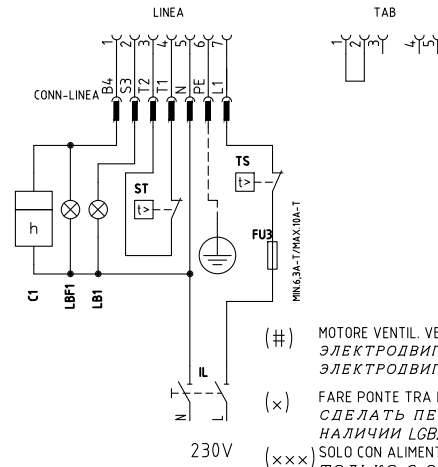 LINEA
TAB
1 2 3 4 5 6 7
1 2 3 4 5
CONN-LINEA
B4 S3 T2 T1 N PE L1
ST
t>
TS
t>
h
FU3
MIN.6,3A-T/MAX.10A-T
C1 LBF1 LB1
IL
N L
230V
(#) MOTORE VENTIL.
ЭЛЕКТРОДВИГ
ЭЛЕКТРОДВИГ
(x) FARE PONTE TRA
СДЕЛАТЬ ПЕ
НАЛИЧИИ LGB
(xxx) SOLO CON ALIMENT